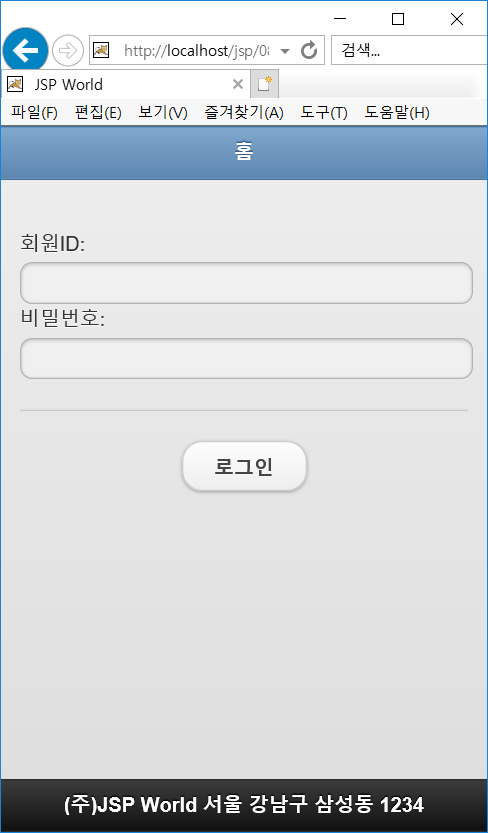 http://localhost/jsp/08
검색...
JSP World
파일(F) 편집(E) 보기(V) 즐겨찾기(A) 도구(T) 도움말(H)
홈
회원ID:
비밀번호:
로그인
(주)JSP World 서울 강남구 삼성동 1234